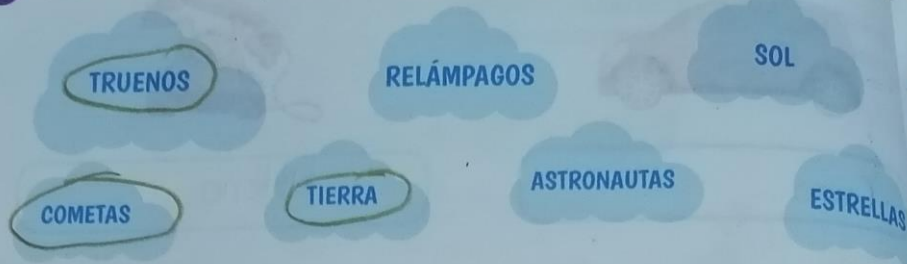 TRUENOS
RELÁMPAGOS
SOL
COMETAS
TIERRA
ASTRONAUTAS
ESTRELLAS